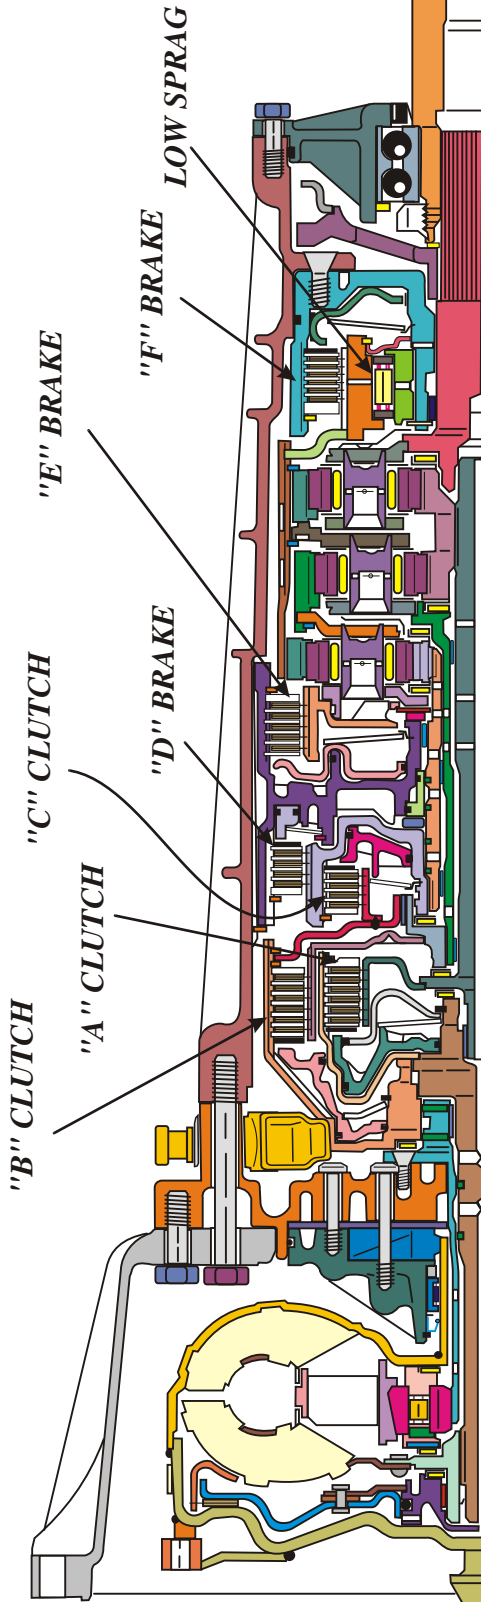 "B" CLUTCH
"A" CLUTCH
"C" CLUTCH
"D" BRAKE
"E" BRAKE
"F" BRAKE
LOW SPRAG